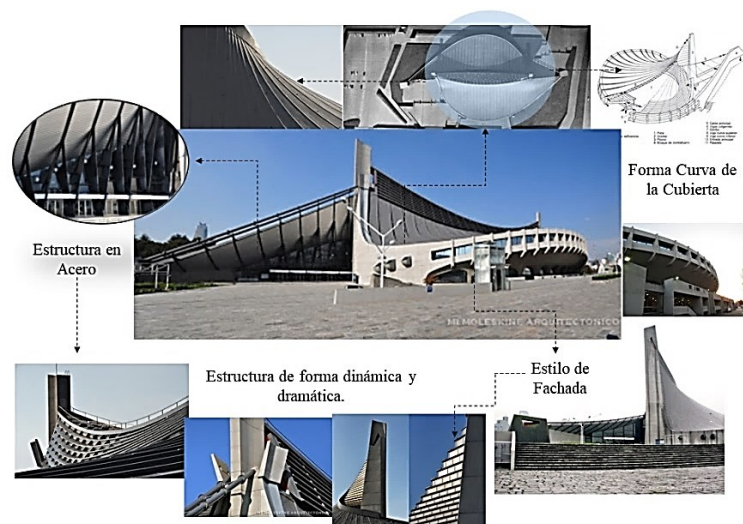 Forma Curva de
la Cubierta
Estructura en
Acero
MI MOLESKINE ARQUITECTONICO
Estructura de forma dinámica y
dramática.
Estilo de
Fachada